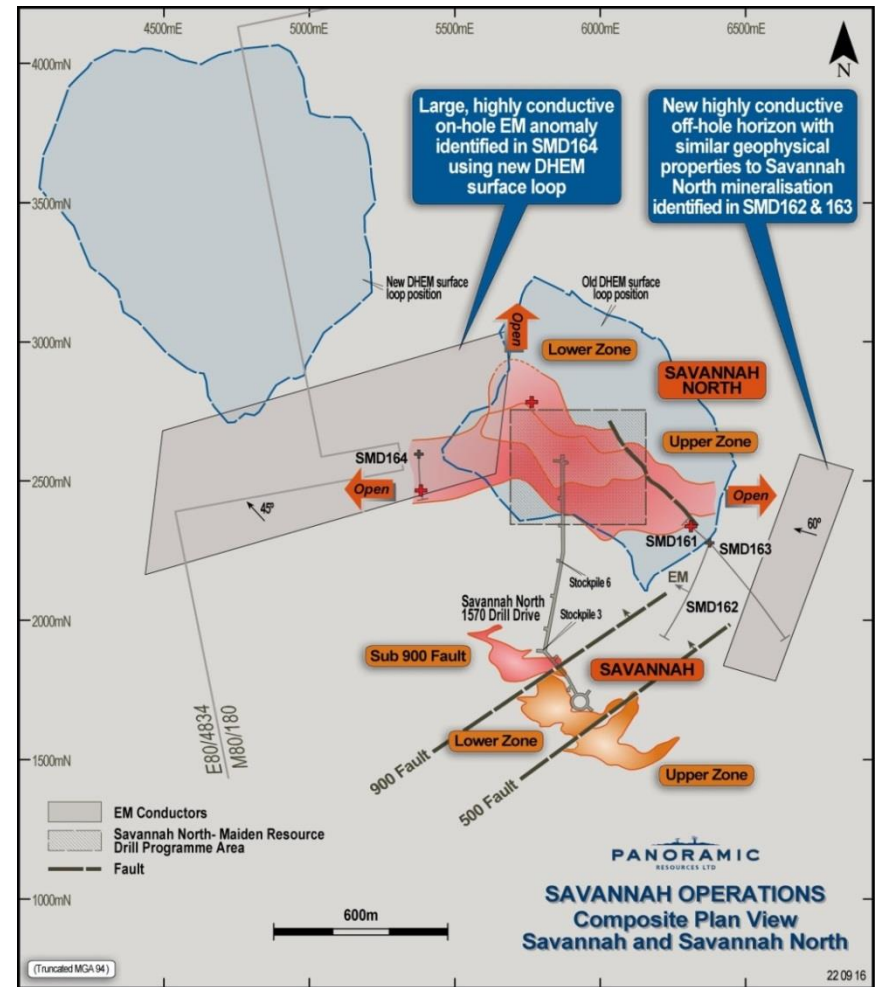 4500mE
5000mE
5500mE
6000mE
6500mE
4000mN
3500mN
3000mN
2500mN
2000mN
1500mN
1000mN
N
Large, highly conductive
on-hole EM anomaly
identified in SMD164
using new DHEM
surface loop
New highly conductive
off-hole horizon with
similar geophysical
properties to Savannah
North mineralisation
identified in SMD162 & 163
New DHEM surface
loop position
Old DHEM surface
loop position
Open
Lower Zone
SAVANNAH
NORTH
Upper Zone
SMD164
Open
Open
45º
60º
SMD161
SMD163
EM
SMD162
Stockpile 6
Savannah North
1570 Drill Drive
Stockpile 3
Sub 900 Fault
SAVANNAH
Lower Zone
Upper Zone
900 Fault
500 Fault
E80/4834
M80/180
EM Conductors
Savannah North- Maiden Resource
Drill Programme Area
Fault
600m
PANORAMIC
RESOURCES LTD
SAVANNAH OPERATIONS
Composite Plan View
Savannah and Savannah North
(Truncated MGA 94)
22 09 16